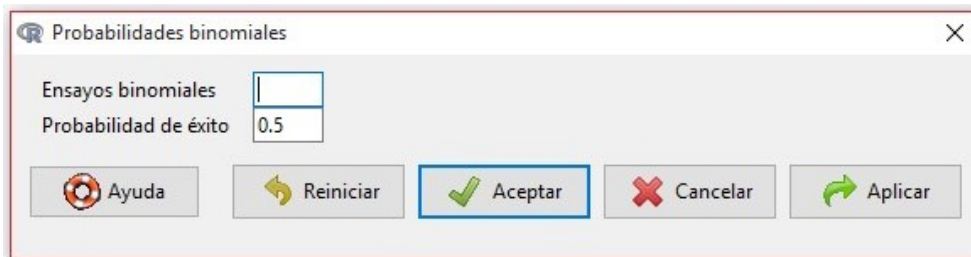 Probabilidades binomiales
Ensayos binomiales
Probabilidad de éxito 0.5
Ayuda Reiniciar Aceptar Cancelar Aplicar